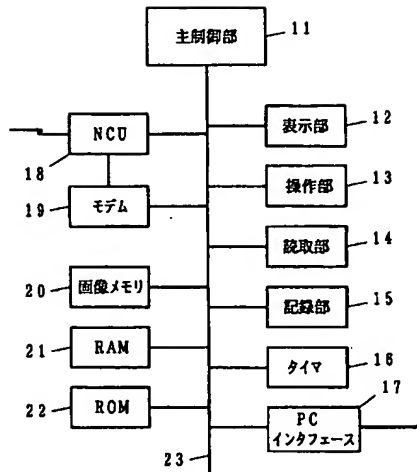 主制御部
11
NCU
18
表示部
12
操作部
13
モデム
19
読取部
14
20
画像メモリ
記録部
15
21
RAM
タイマ
16
22
ROM
PC
インタフェース
17
23